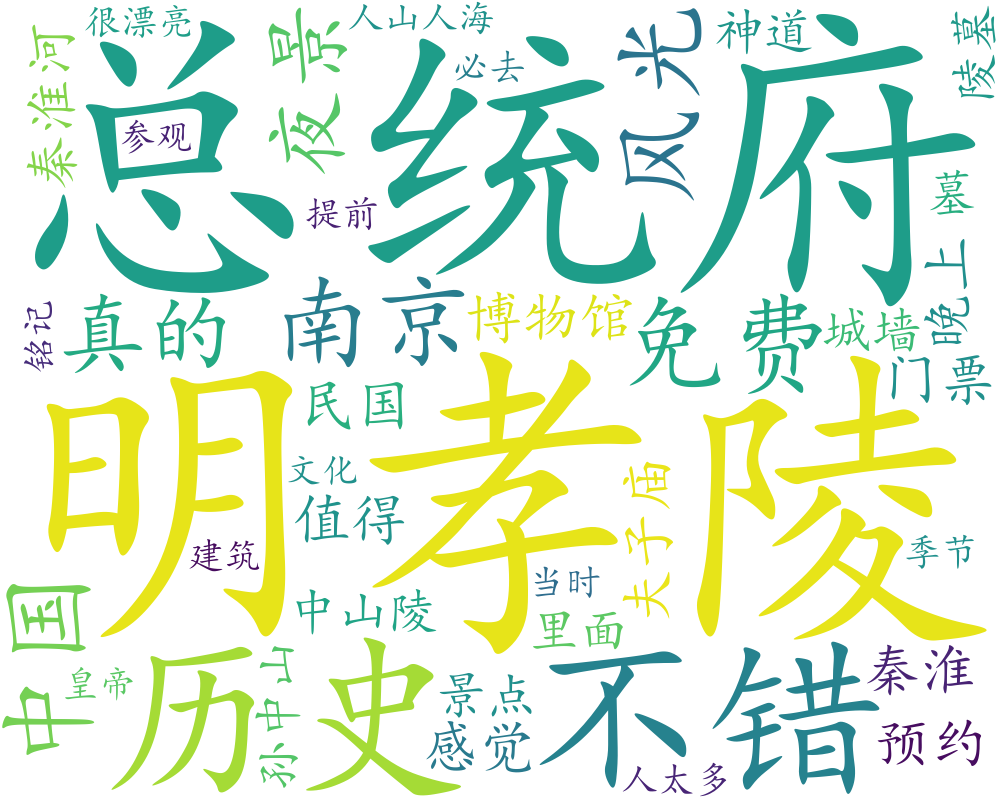 很漂亮
人山人海
神道
陵墓
秦淮河
夜景
必去
风光
总统府
参观
提前
墓
晚上
铭记
真的
南京
博物馆
免费
城墙
门票
民国
明孝陵
文化
值得
夫子庙
建筑
当时
季节
中国
中山陵
里面
皇帝
历史
孙中山
景点
不错
秦淮
感觉
人太多
预约